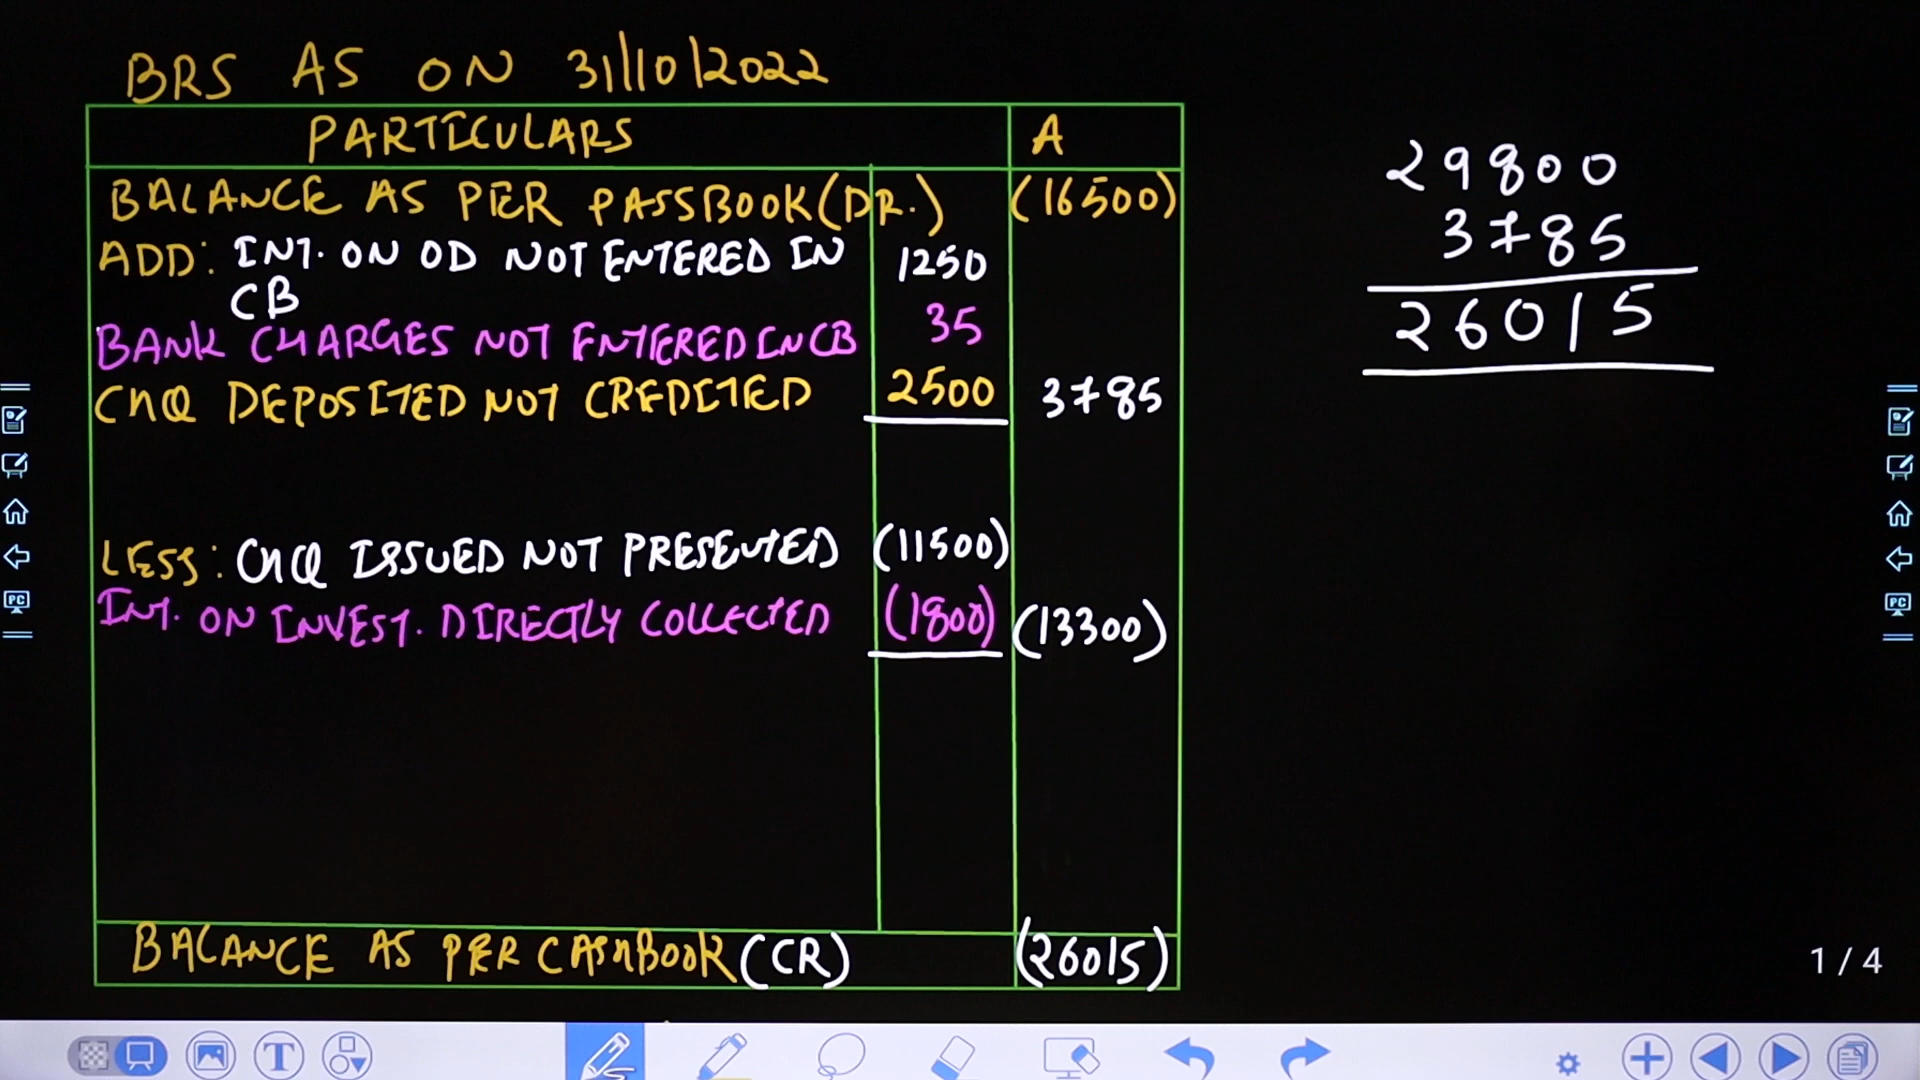 BRS AS ON 31/10/2022
PARTICULARS A
BALANCE AS PER PASSBOOK (DR.) (16500)
ADD: INT. ON OD NOT ENTERED IN 1250
CB
BANK CHARGES NOT ENTERED IN CB 35
CHQ DEPOSITED NOT CREDITED 2500 3785
LESS: CHQ ISSUED NOT PRESENTED (11500)
INT. ON INVEST. DIRECTLY COLLECTED (1800) (13300)
BALANCE AS PER CASHBOOK (CR) (26015)
29800
3785
26015
1 / 4
PC
PC
T